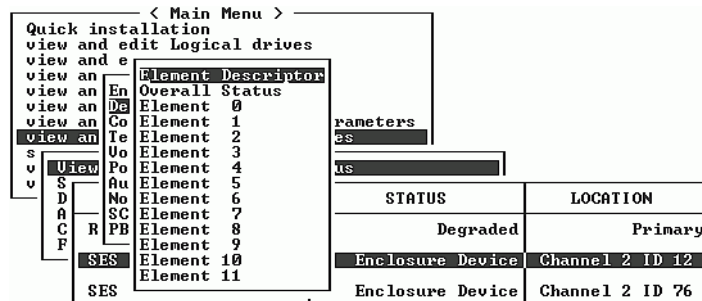 < Main Menu >
Quick installation
view and edit Logical drives
view and e
view an
view an
view an
view an rameters
view an es
s
v
v
View us
S
D
A
C
F
En
De
Co
Te
Vo
Po
Au
No
SC
PB
Element Descriptor
Overall Status
Element 0
Element 1
Element 2
Element 3
Element 4
Element 5
Element 6
Element 7
Element 8
Element 9
Element 10
Element 11
STATUS LOCATION
R Degraded Primary
SES Enclosure Device Channel 2 ID 12
SES Enclosure Device Channel 2 ID 76